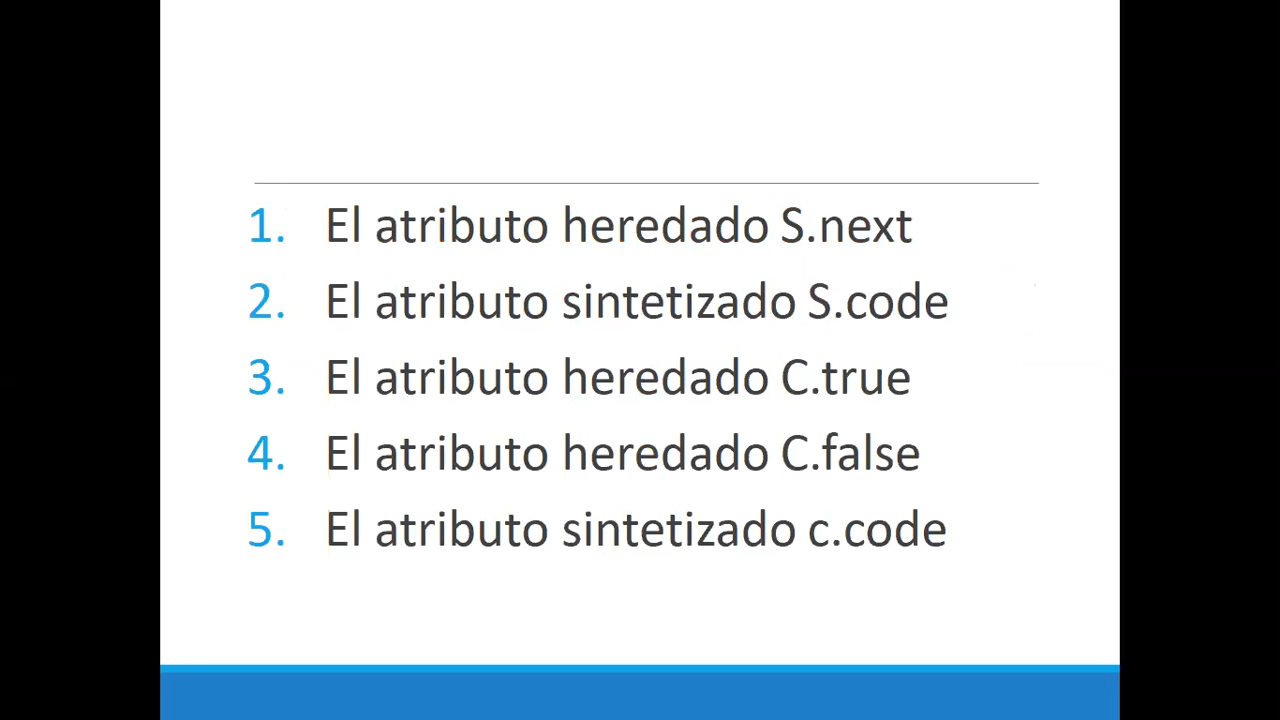 1. El atributo heredado S.next
2. El atributo sintetizado S.code
3. El atributo heredado C.true
4. El atributo heredado C.false
5. El atributo sintetizado c.code